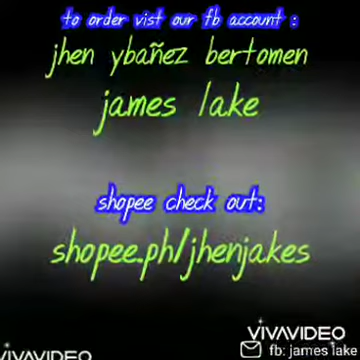 to order vist our fb account :
jhen ybañez bertomen
james lake
shopee check out:
shopee.ph/jhenjakes
VIVAVIDEO
fb: james lake
VIVAVIDEO